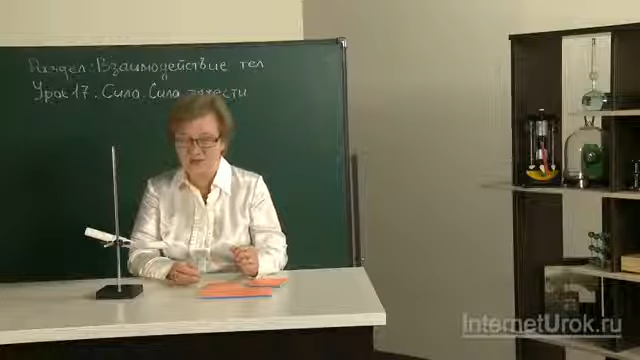 Раздел: Взаимодействие тел
Урок 17. Сила. Сила тяжести
InternetUrok.ru